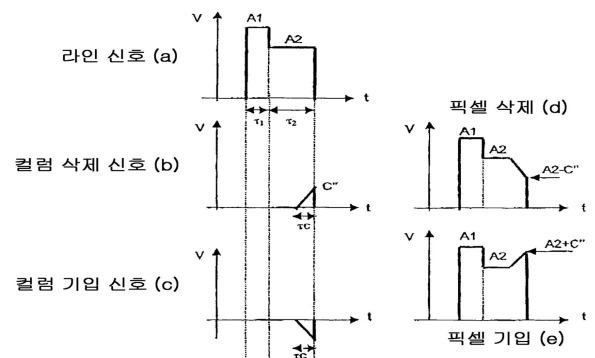 V
A1
A2
라인 신호 (a)
t
τ1
τ2
픽셀 삭제 (d)
V
컬럼 삭제 신호 (b)
C"
t
τc
V
A1
A2
A2-C"
t
V
컬럼 기입 신호 (c)
t
τc
V
A1
A2
A2+C"
t
픽셀 기입 (e)